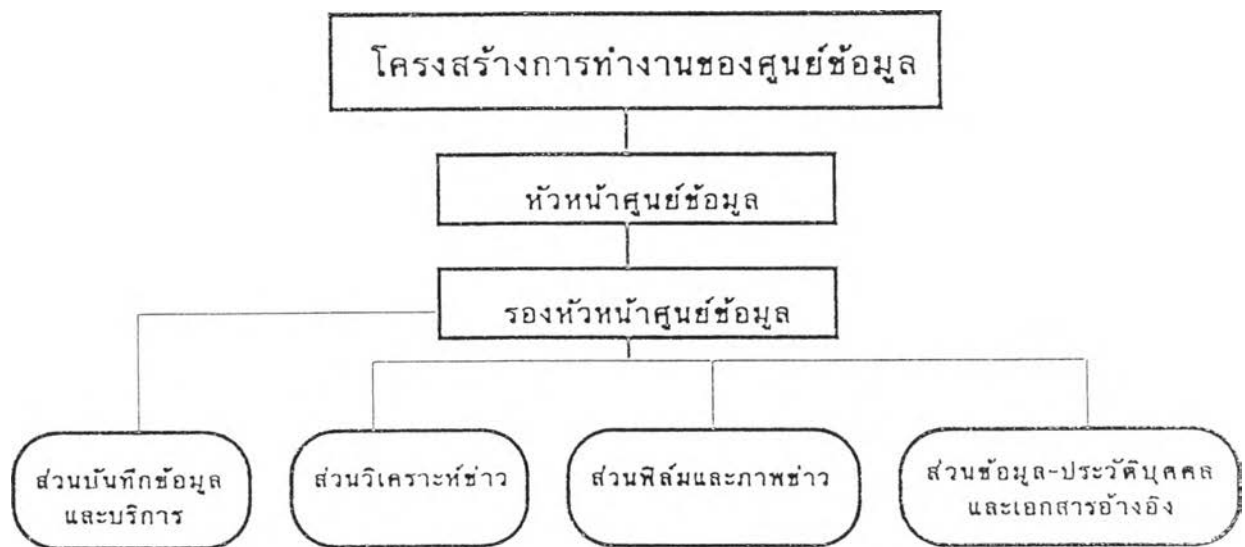 โครงสร้างการทำงานของศูนย์ข้อมูล
หัวหน้าศูนย์ข้อมูล
รองหัวหน้าศูนย์ข้อมูล
ส่วนบันทึกข้อมูล
และบริการ
ส่วนวิเคราะห์ข่าว
ส่วนฟิล์มและภาพข่าว
ส่วนข้อมูล-ประวัติบุคคล
และเอกสารอ้างอิง